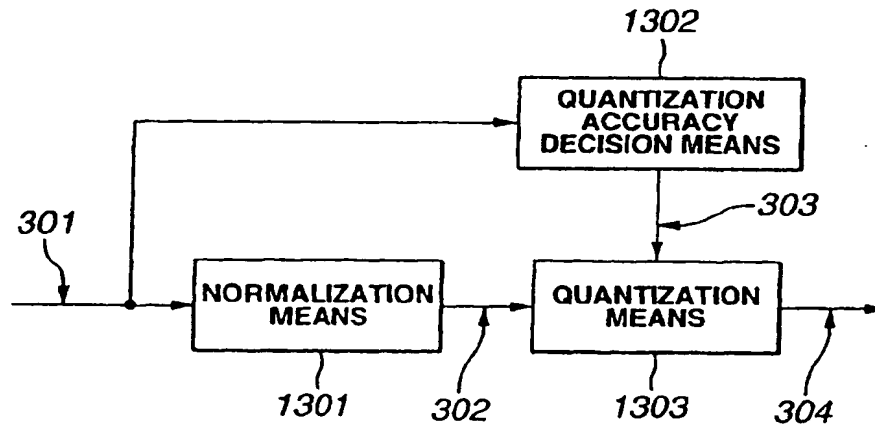 1302
QUANTIZATION
ACCURACY
DECISION MEANS
301
303
NORMALIZATION
MEANS
QUANTIZATION
MEANS
1301
302
1303
304